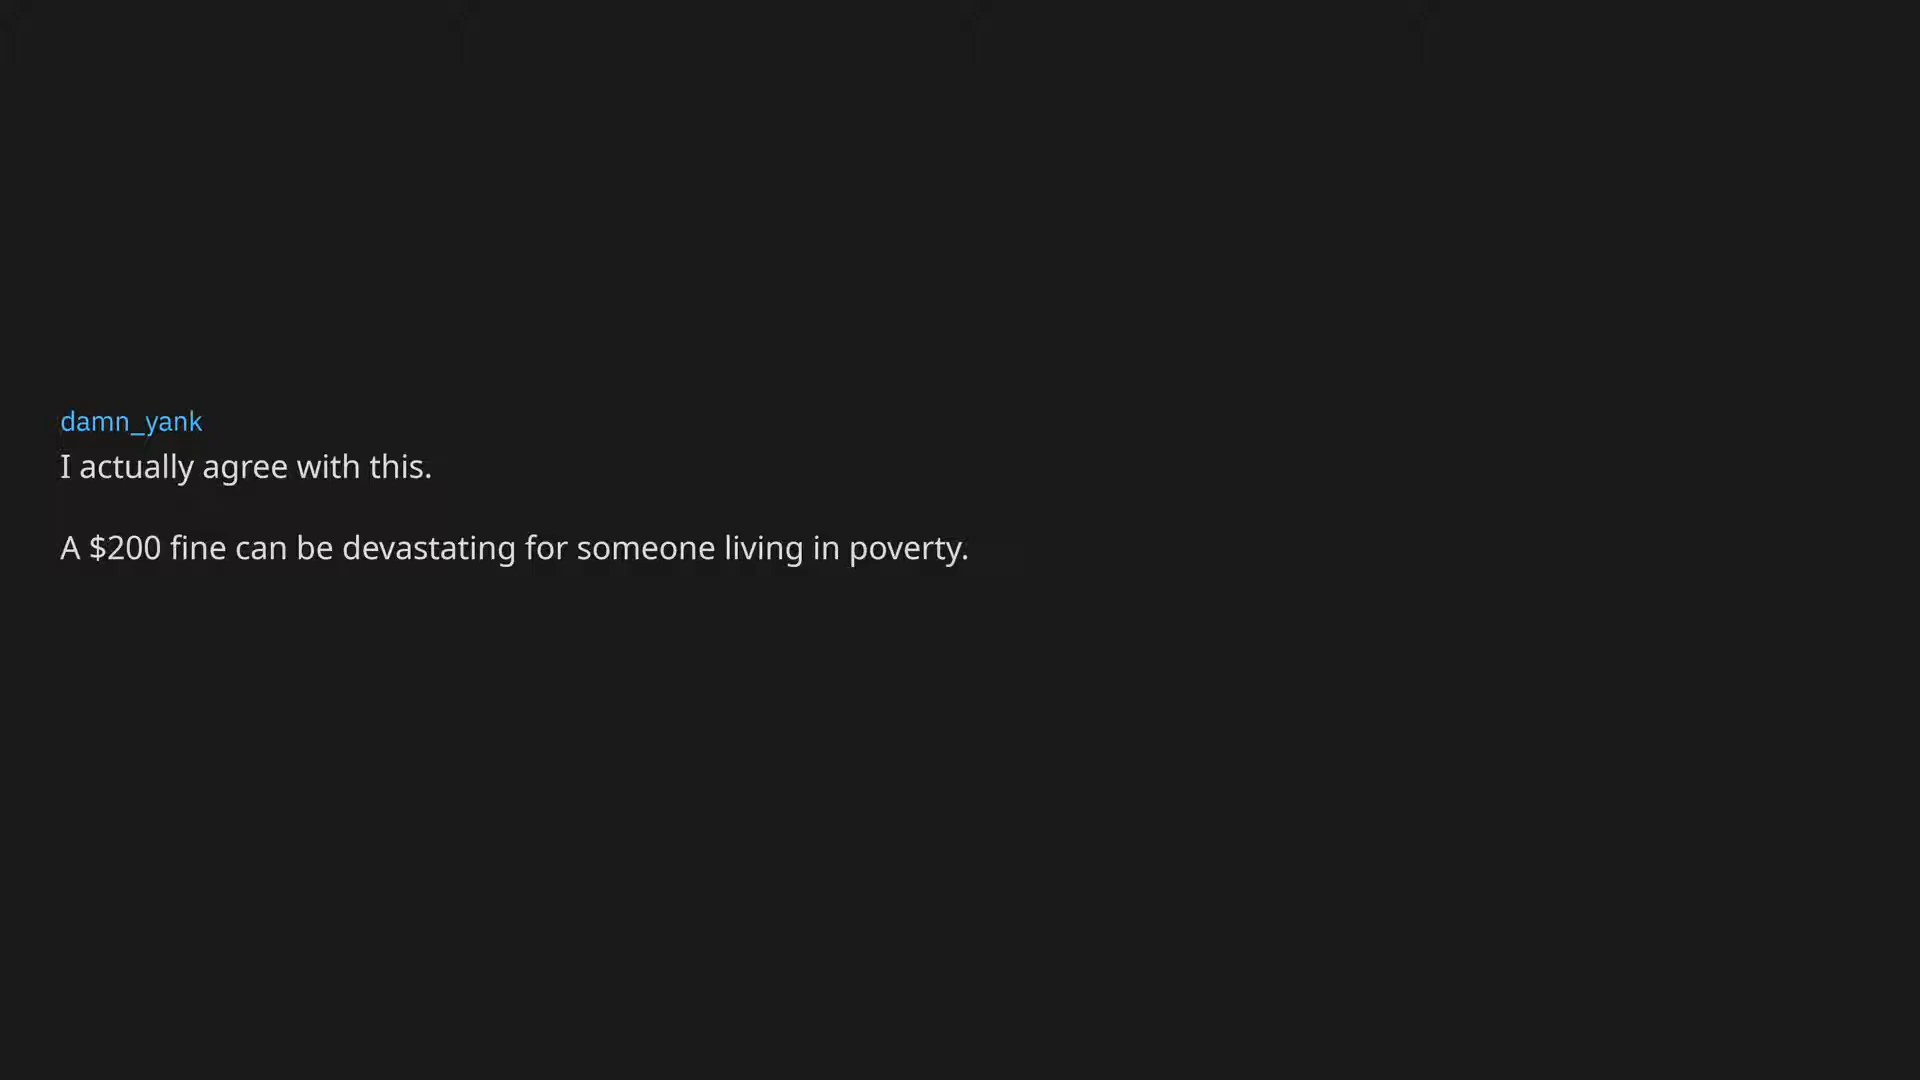 damn_yank
I actually agree with this.
A $200 fine can be devastating for someone living in poverty.